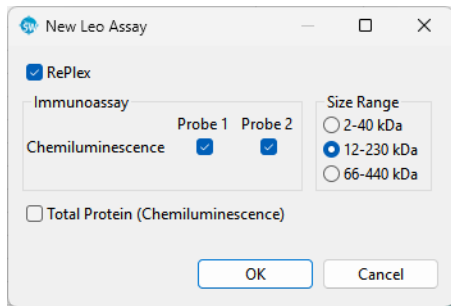 New Leo Assay
RePlex
Immunoassay
Probe 1 Probe 2
Chemiluminescence
Size Range
2-40 kDa
12-230 kDa
66-440 kDa
Total Protein (Chemiluminescence)
OK Cancel